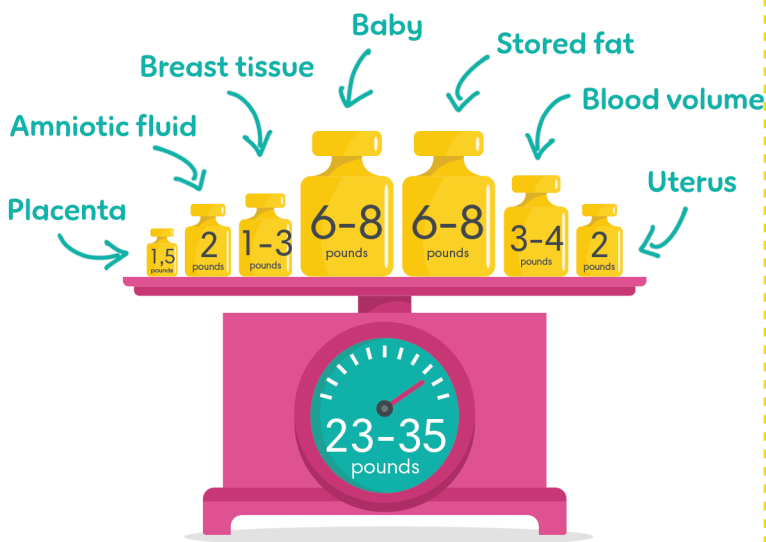 Baby
Stored fat
Breast tissue
Blood volume
Amniotic fluid
Uterus
Placenta
1,5
pounds
2
pounds
1-3
pounds
6-8
pounds
6-8
pounds
3-4
pounds
2
pounds
23-35
pounds